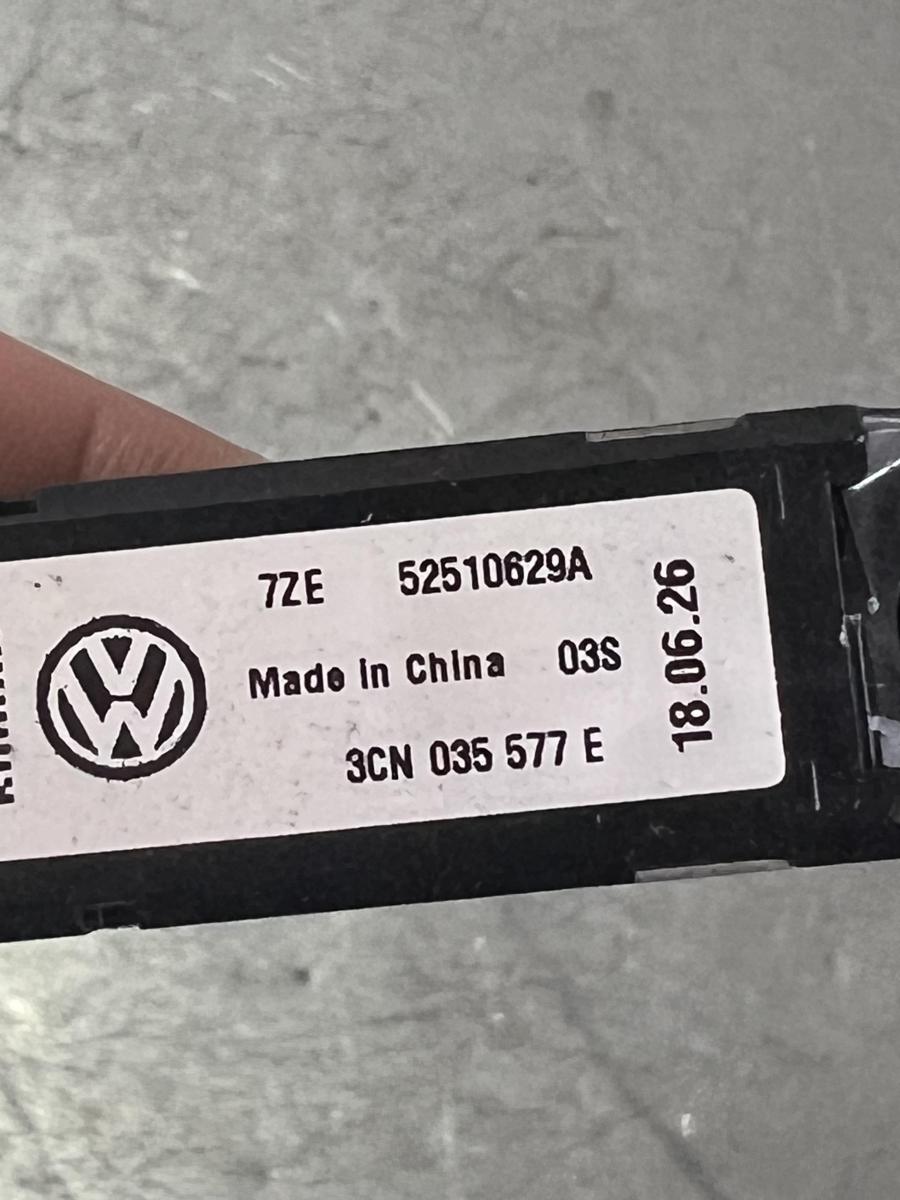 7ZE 52510629A
Made in China 03S
3CN 035 577 E
18.06.26